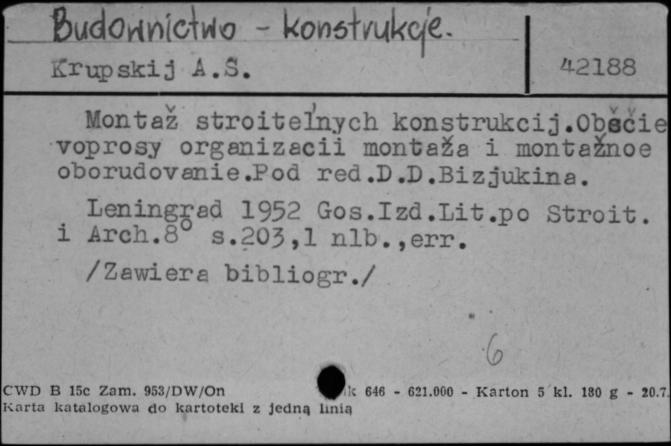 Budownictwo - konstrukcje.
Krupskij A.S.
42188
Montaž stroitel'nych konstrukcij.Obščie
voprosy organizacii montaža i montažnoe
oborudovanie.Pod red.D.D.Bizjukina.
Leningrad 1952 Gos.Izd.Lit.po Stroit.
i Arch.8° s.203,1 nlb.,err.
/Zawiera bibliogr./
6
CWD B 15c Zam. 953/DW/On 646 - 621.000 - Karton 5 kl. 180 g - 20.7.
Karta katalogowa do kartoteki z jedną linią